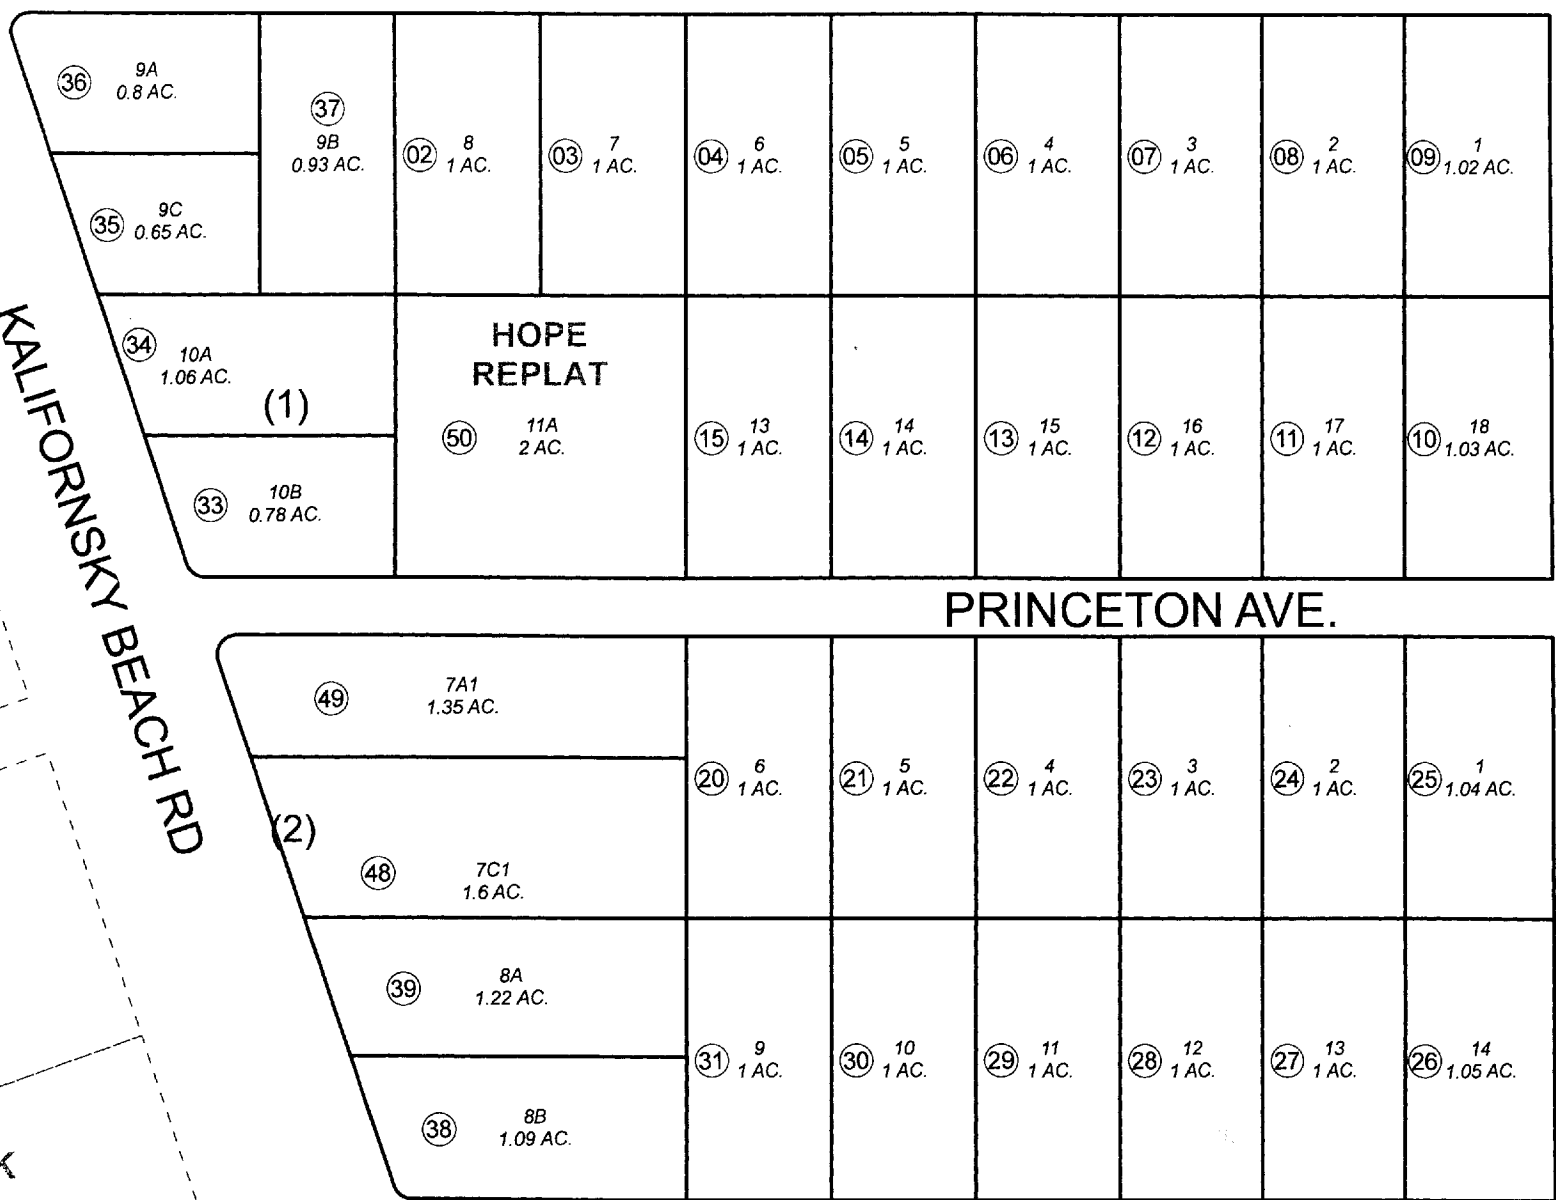 36
9A
0.8 AC.
37
9B
0.93 AC.
02
8
1 AC.
03
7
1 AC.
04
6
1 AC.
05
5
1 AC.
06
4
1 AC.
07
3
1 AC.
08
2
1 AC.
09
1
1.02 AC.
35
9C
0.65 AC.
34
10A
1.06 AC.
(1)
33
10B
0.78 AC.
HOPE
REPLAT
50
11A
2 AC.
15
13
1 AC.
14
14
1 AC.
13
15
1 AC.
12
16
1 AC.
11
17
1 AC.
10
18
1.03 AC.
KALIFORNSKY BEACH RD
PRINCETON AVE.
49
7A1
1.35 AC.
(2)
48
7C1
1.6 AC.
20
6
1 AC.
21
5
1 AC.
22
4
1 AC.
23
3
1 AC.
24
2
1 AC.
25
1
1.04 AC.
39
8A
1.22 AC.
38
8B
1.09 AC.
31
9
1 AC.
30
10
1 AC.
29
11
1 AC.
28
12
1 AC.
27
13
1 AC.
26
14
1.05 AC.